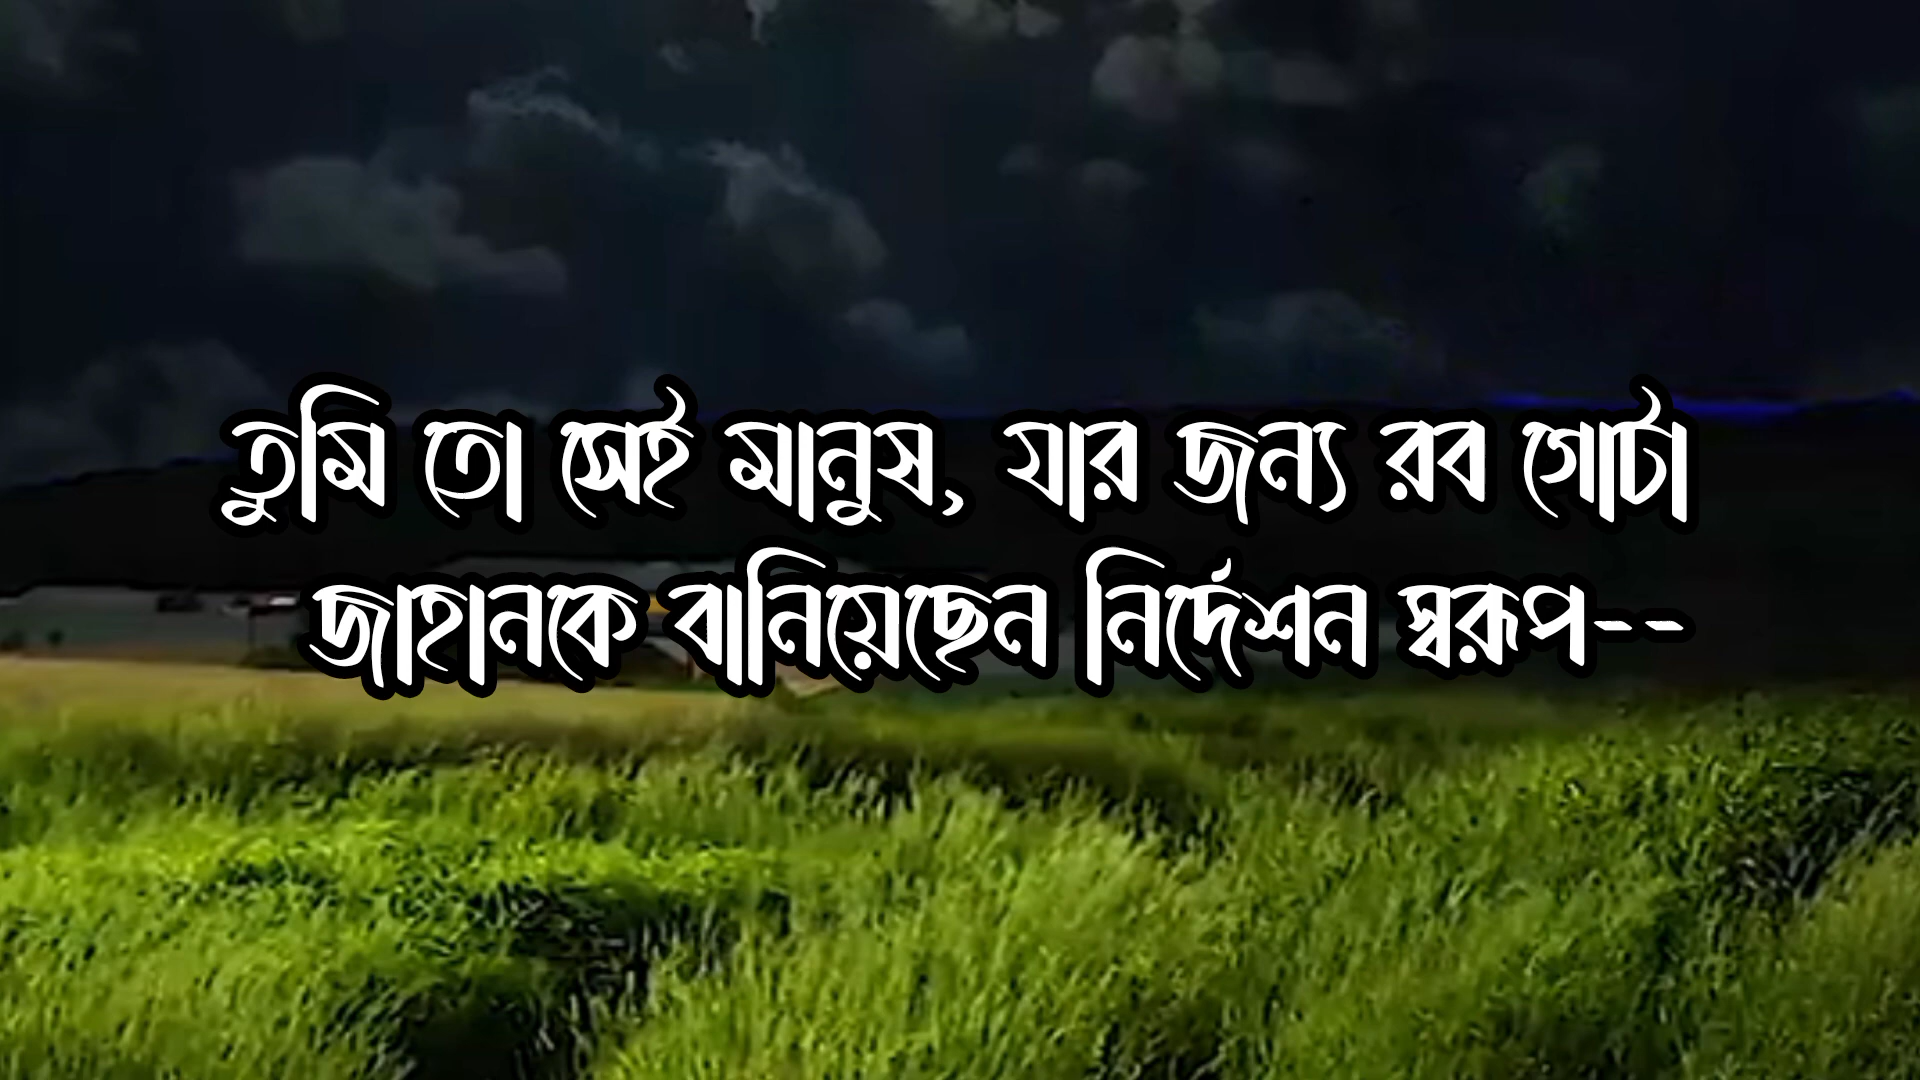 তুমি তো সেই মানুষ, যার জন্য রব গোটা
জাহানকে বানিয়েছেন নির্দেশন স্বরূপ--